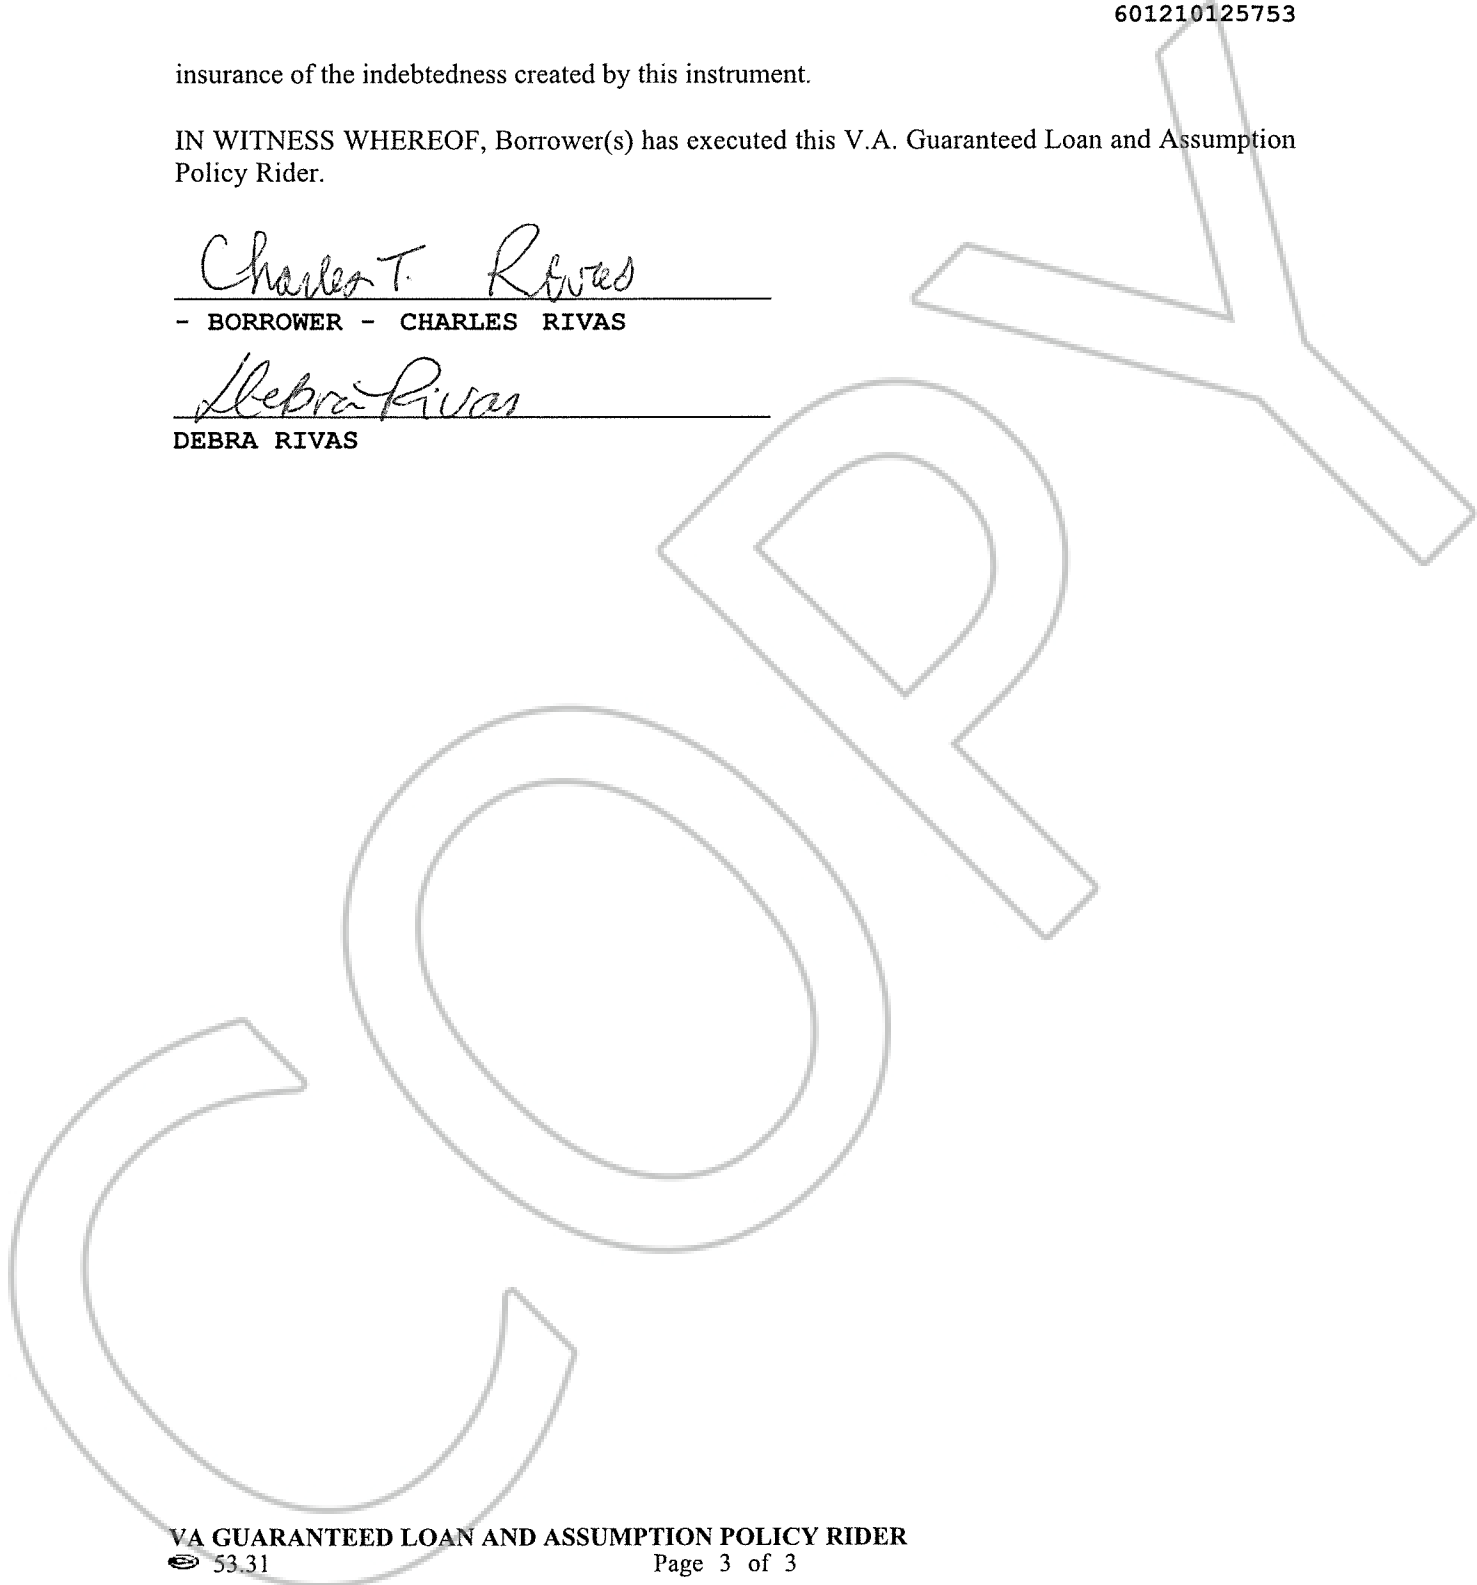 601210125753
insurance of the indebtedness created by this instrument.
IN WITNESS WHEREOF, Borrower(s) has executed this V.A. Guaranteed Loan and Assumption
Policy Rider.
Charles T. Rivas
- BORROWER - CHARLES RIVAS
Debra Rivas
DEBRA RIVAS
COPY
VA GUARANTEED LOAN AND ASSUMPTION POLICY RIDER
53.31 Page 3 of 3